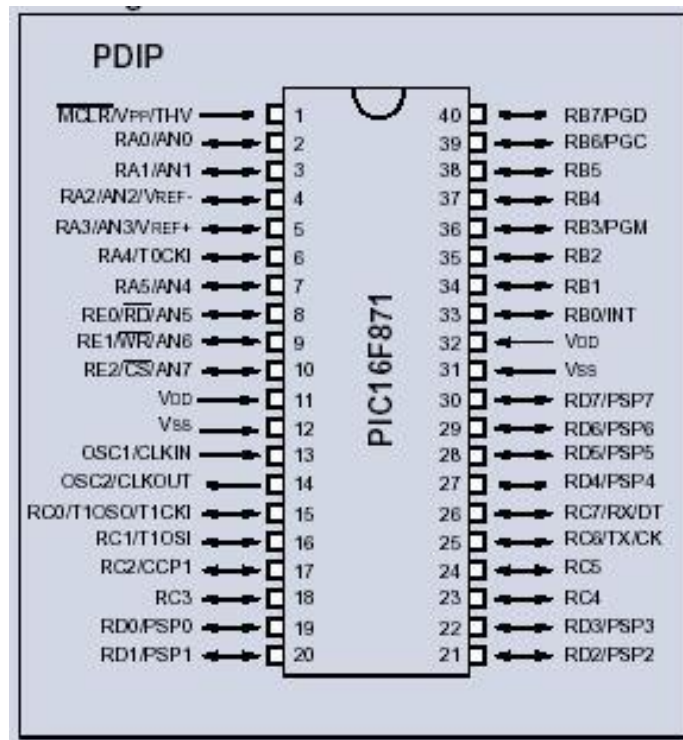 PDIP
MCLR/VPP/THV 1 40 RB7/PGD
RA0/AN0 2 39 RB6/PGC
RA1/AN1 3 38 RB5
RA2/AN2/VREF- 4 37 RB4
RA3/AN3/VREF+ 5 36 RB3/PGM
RA4/T0CKI 6 35 RB2
RA5/AN4 7 34 RB1
RE0/RD/AN5 8 33 RB0/INT
RE1/WR/AN6 9 32 VDD
RE2/CS/AN7 10 31 VSS
VDD 11 30 RD7/PSP7
VSS 12 29 RD6/PSP6
OSC1/CLKIN 13 28 RD5/PSP5
OSC2/CLKOUT 14 27 RD4/PSP4
RC0/T1OSO/T1CKI 15 26 RC7/RX/DT
RC1/T1OSI 16 25 RC6/TX/CK
RC2/CCP1 17 24 RC5
RC3 18 23 RC4
RD0/PSP0 19 22 RD3/PSP3
RD1/PSP1 20 21 RD2/PSP2
PIC16F871